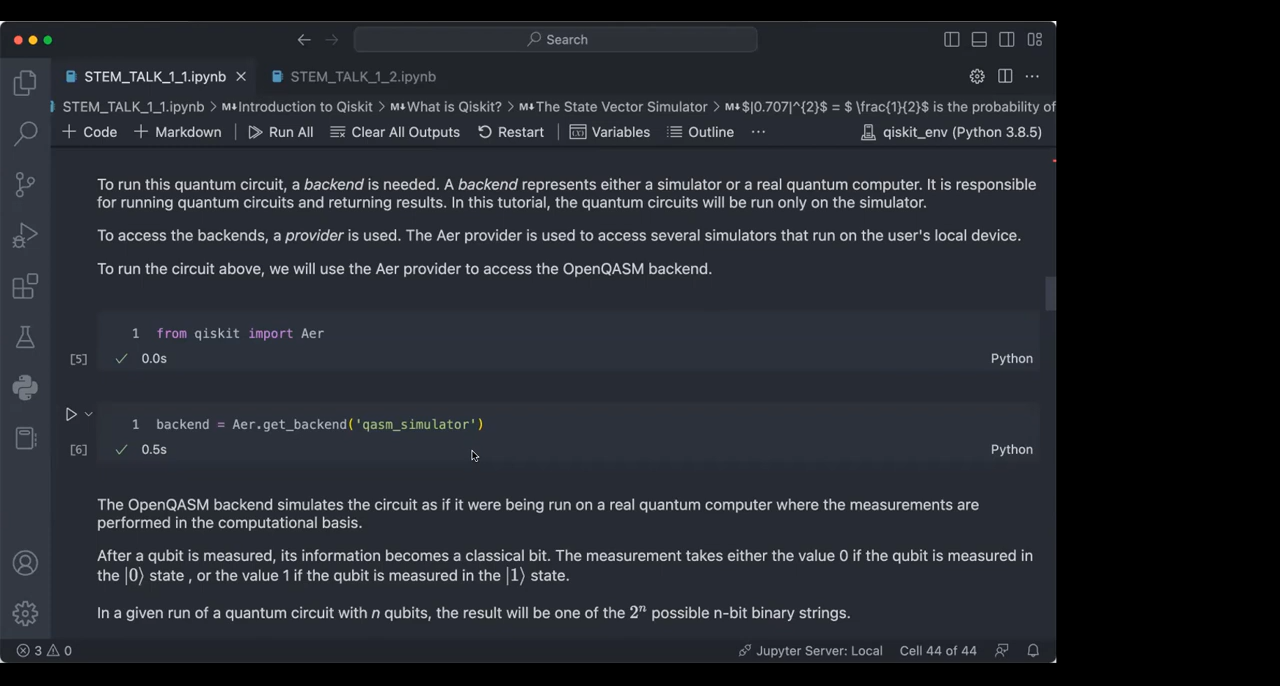 Search
STEM_TALK_1_1.ipynb
STEM_TALK_1_2.ipynb
STEM_TALK_1_1.ipynb > M↓Introduction to Qiskit > M↓What is Qiskit? > M↓The State Vector Simulator > M↓$|0.707|^{2}$ = $ \frac{1}{2}$ is the probability of
+ Code + Markdown Run All Clear All Outputs Restart Variables Outline ... qiskit_env (Python 3.8.5)
To run this quantum circuit, a backend is needed. A backend represents either a simulator or a real quantum computer. It is responsible
for running quantum circuits and returning results. In this tutorial, the quantum circuits will be run only on the simulator.
To access the backends, a provider is used. The Aer provider is used to access several simulators that run on the user's local device.
To run the circuit above, we will use the Aer provider to access the OpenQASM backend.
1 from qiskit import Aer
[5] ✓ 0.0s Python
1 backend = Aer.get_backend('qasm_simulator')
[6] ✓ 0.5s Python
The OpenQASM backend simulates the circuit as if it were being run on a real quantum computer where the measurements are
performed in the computational basis.
After a qubit is measured, its information becomes a classical bit. The measurement takes either the value 0 if the qubit is measured in
the |0⟩ state , or the value 1 if the qubit is measured in the |1⟩ state.
In a given run of a quantum circuit with n qubits, the result will be one of the 2ⁿ possible n-bit binary strings.
3 0 Jupyter Server: Local Cell 44 of 44